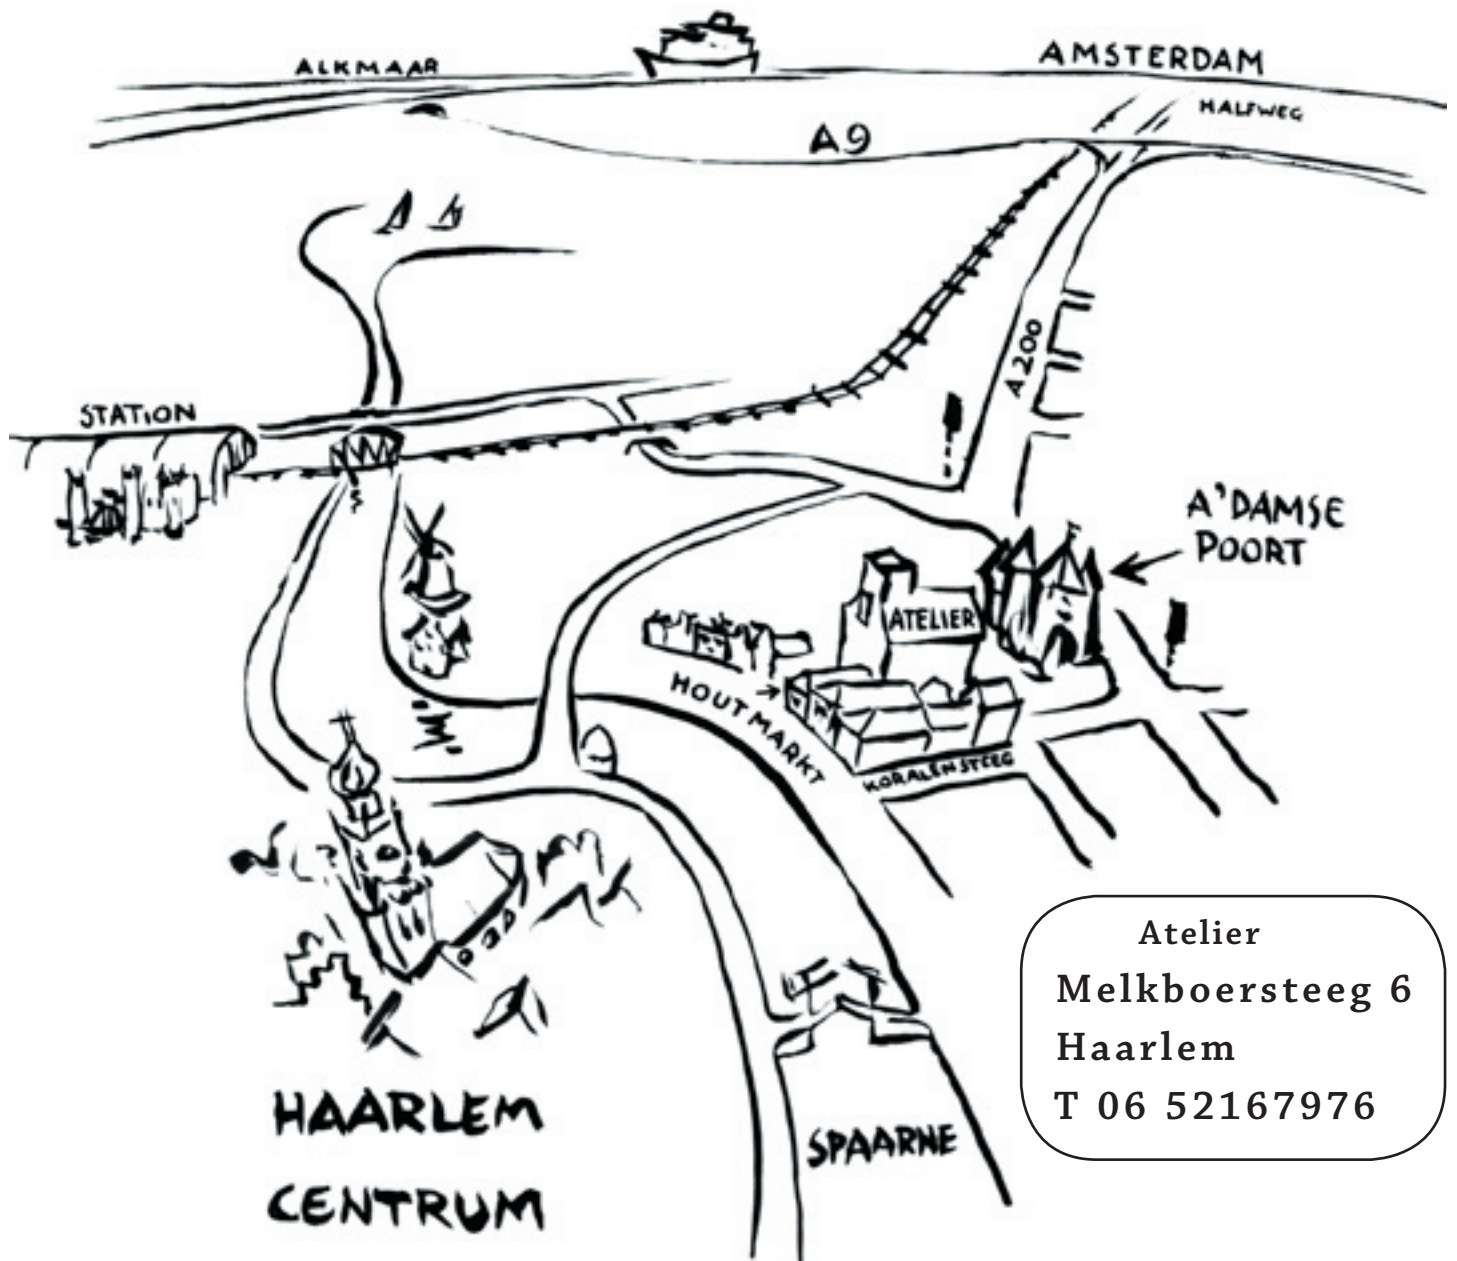 ALKMAAR
AMSTERDAM
HALFWEG
A9
A200
STATION
A'DAMSE
POORT
ATELIER
HOUTMARKT
KORALENSTEEG
Atelier
Melkboersteeg 6
Haarlem
T 06 52167976
HAARLEM
CENTRUM
SPAARNE